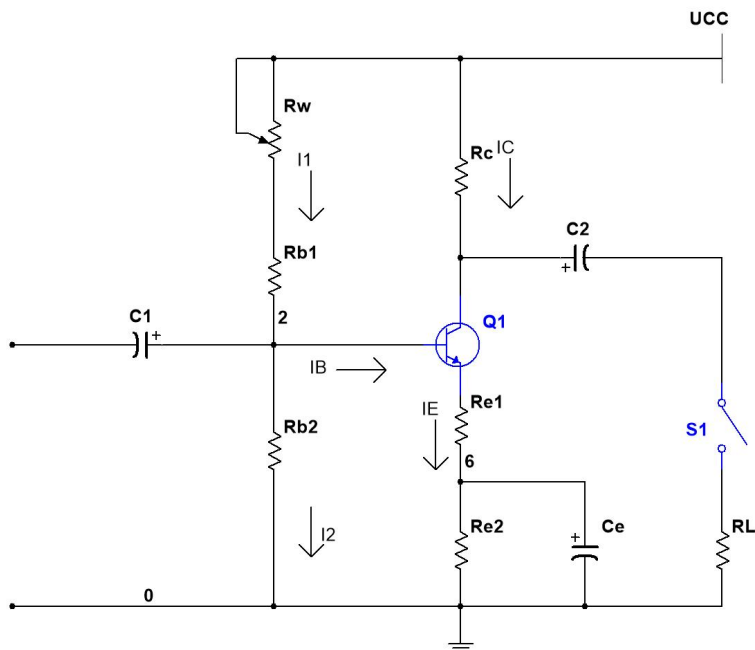 UCC
Rw
I1
Rc IC
C2
Rb1
C1
2
Q1
IB
Re1
IE
S1
Rb2
6
+
+
+
Re2
Ce
RL
I2
0